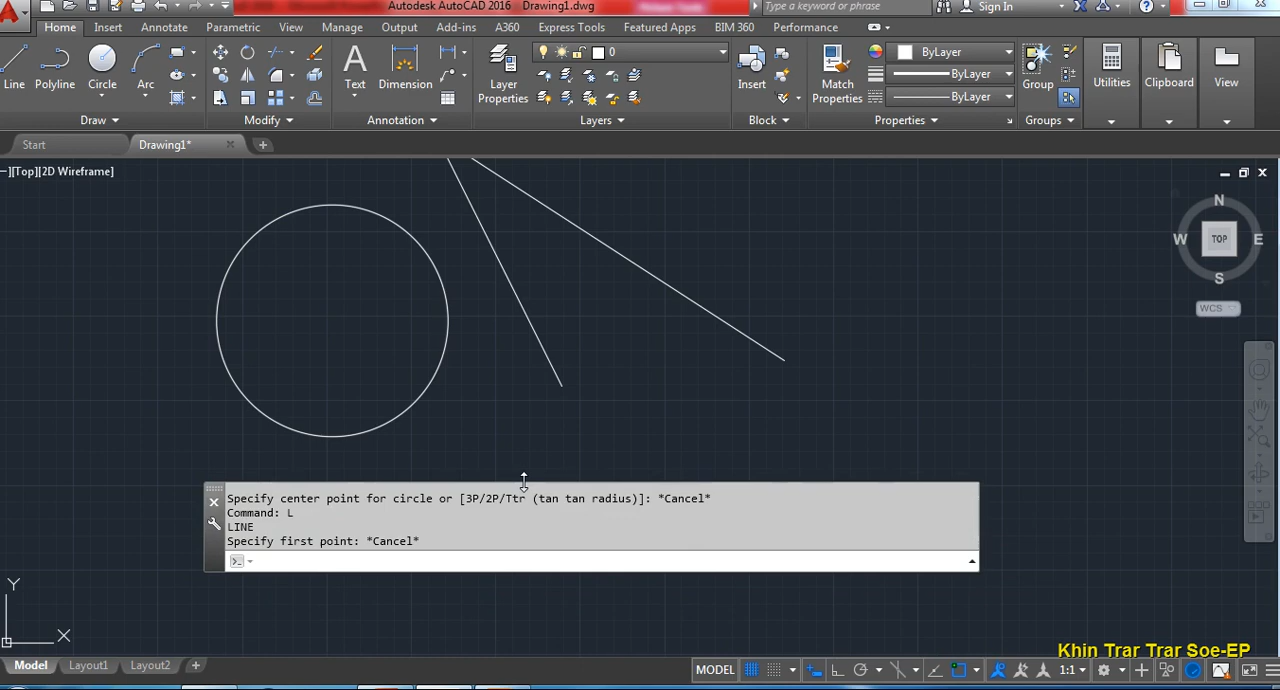 Autodesk AutoCAD 2016 Drawing1.dwg
Type a keyword or phrase
Sign In
Home Insert Annotate Parametric View Manage Output Add-ins A360 Express Tools Featured Apps BIM 360 Performance
Line Polyline Circle Arc
Text Dimension
Layer Properties
0
Insert
Match Properties
ByLayer
ByLayer
ByLayer
Group
Utilities Clipboard View
Draw Modify Annotation Layers Block Properties Groups
Start Drawing1*
][Top][2D Wireframe]
N
W TOP E
S
WCS
Specify center point for circle or [3P/2P/Ttr (tan tan radius)]: *Cancel*
Command: L
LINE
Specify first point: *Cancel*
Y
X
Khin Trar Trar Soe-EP
Model Layout1 Layout2 +
MODEL 1:1